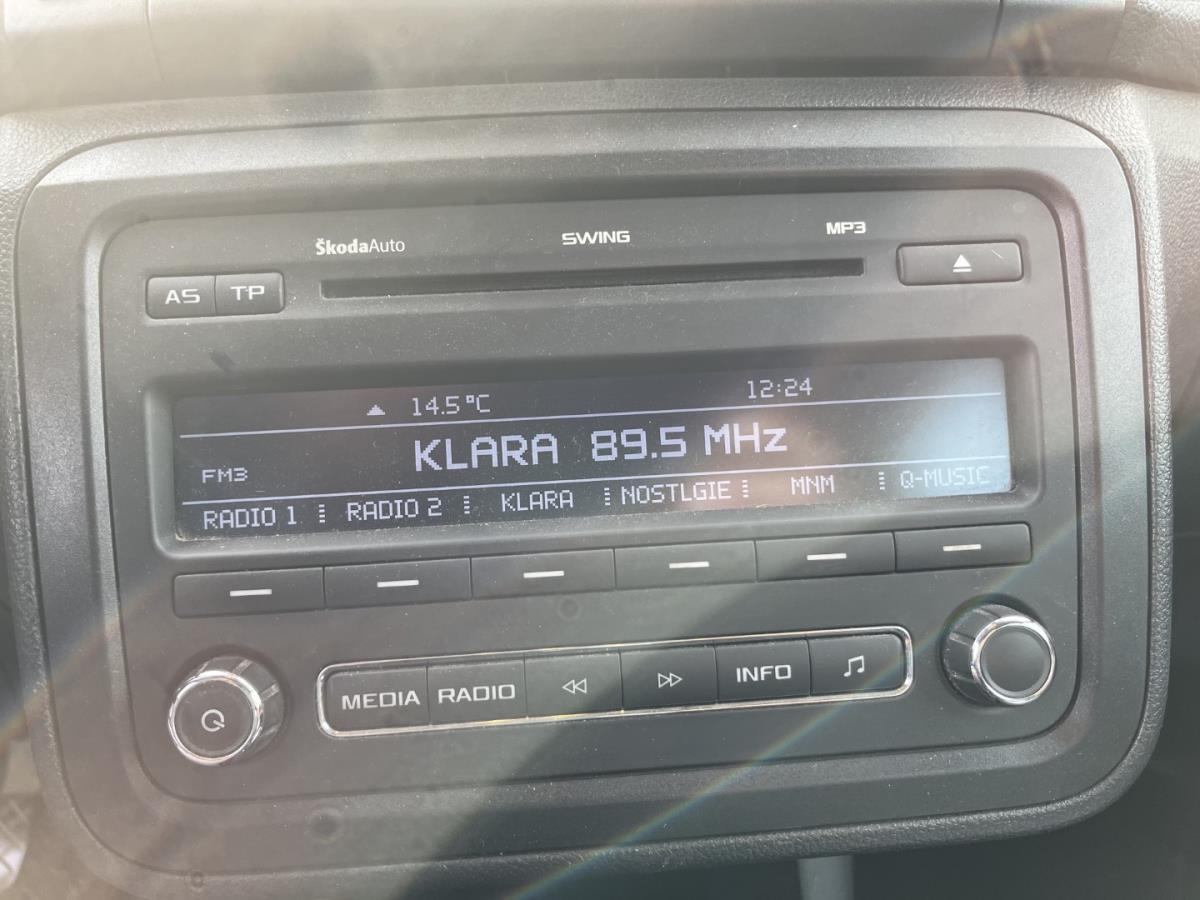 ŠkodaAuto SWING MP3
AS TP
14.5°C 12:24
KLARA 89.5 MHz
FM3
RADIO 1 RADIO 2 KLARA NOSTLGIE MNM Q-MUSIC
MEDIA RADIO INFO